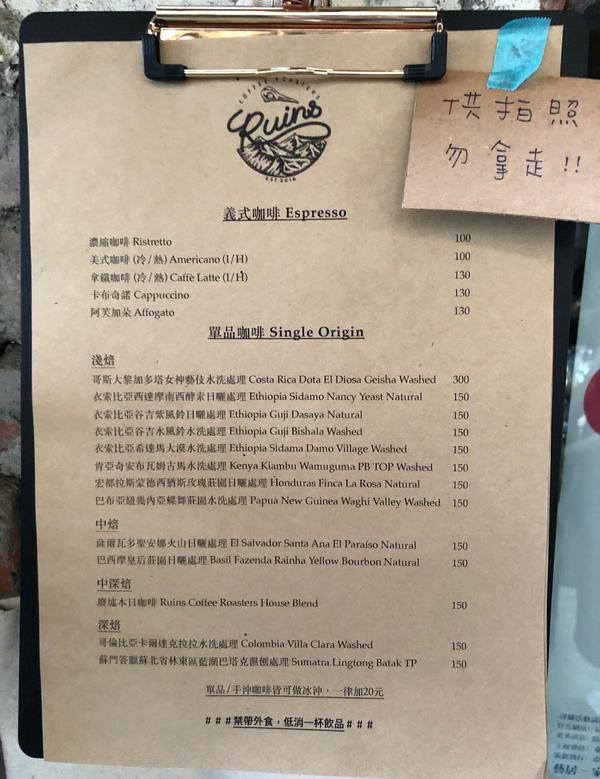 COFFEE ROASTERS
Ruins
EST.2016
供拍照
勿拿走!!
義式咖啡 Espresso
濃縮咖啡 Ristretto 100
美式咖啡 (冷/熱) Americano (I/H) 100
拿鐵咖啡 (冷/熱) Caffè Latte (I/H) 130
卡布奇諾 Cappuccino 130
阿芙加朵 Affogato 130
單品咖啡 Single Origin
淺焙
哥斯大黎加多塔女神藝伎水洗處理 Costa Rica Dota El Diosa Geisha Washed 300
衣索比亞西達摩南西酵素日曬處理 Ethiopia Sidamo Nancy Yeast Natural 150
衣索比亞谷吉紫風鈴日曬處理 Ethiopia Guji Dasaya Natural 150
衣索比亞谷吉水風鈴水洗處理 Ethiopia Guji Bishala Washed 150
衣索比亞希達馬大漠水洗處理 Ethiopia Sidama Damo Village Washed 150
肯亞奇安布瓦姆古馬水洗處理 Kenya Kiambu Wamuguma PB TOP Washed 150
宏都拉斯蒙德西猶斯玫瑰莊園日曬處理 Honduras Finca La Rosa Natural 150
巴布亞紐幾內亞蝶舞莊園水洗處理 Papua New Guinea Waghi Valley Washed 150
中焙
薩爾瓦多聖安娜火山日曬處理 El Salvador Santa Ana El Paraíso Natural 150
巴西摩皇后莊園日曬處理 Basil Fazenda Rainha Yellow Bourbon Natural 150
中深焙
廢墟本日咖啡 Ruins Coffee Roasters House Blend 150
深焙
哥倫比亞卡爾達克拉拉水洗處理 Colombia Villa Clara Washed 150
蘇門答臘蘇北省林東區藍湖巴塔克濕刨處理 Sumatra Lingtong Batak TP 150
單品/手沖咖啡皆可做冰沖，一律加20元
# # # 禁帶外食，低消一杯飲品 # # #